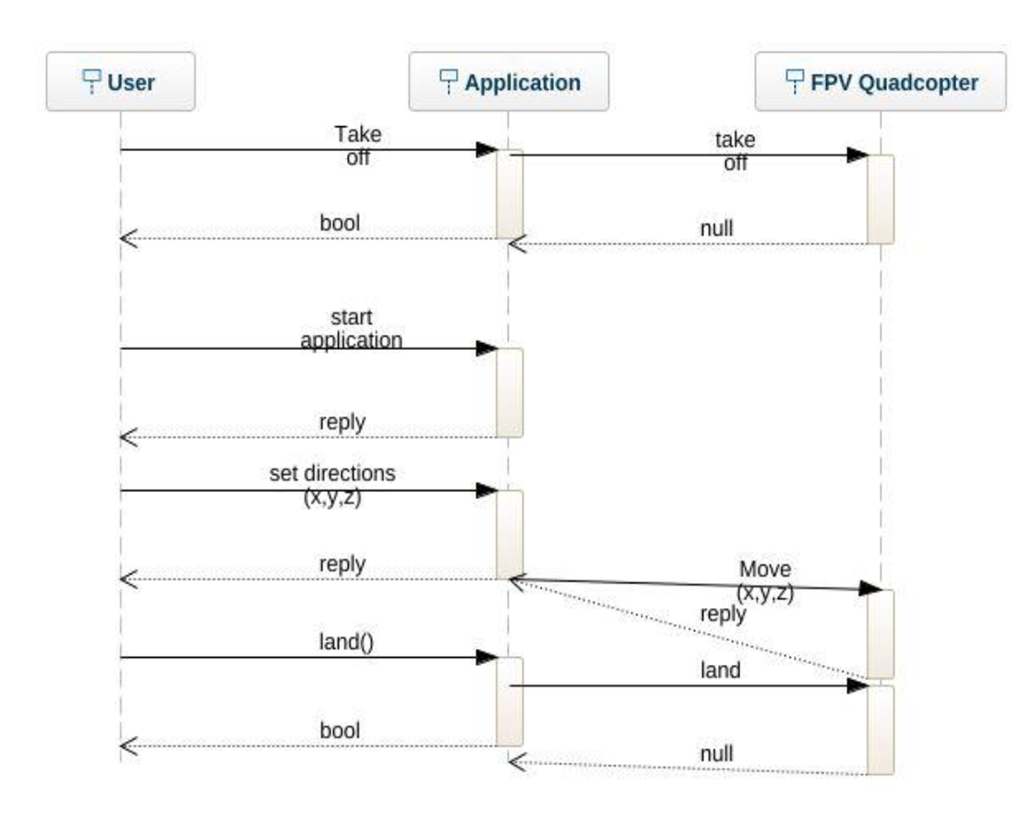 User
Application
FPV Quadcopter
Take
off
take
off
bool
null
start
application
reply
set directions
(x,y,z)
reply
Move
(x,y,z)
reply
land()
land
bool
null